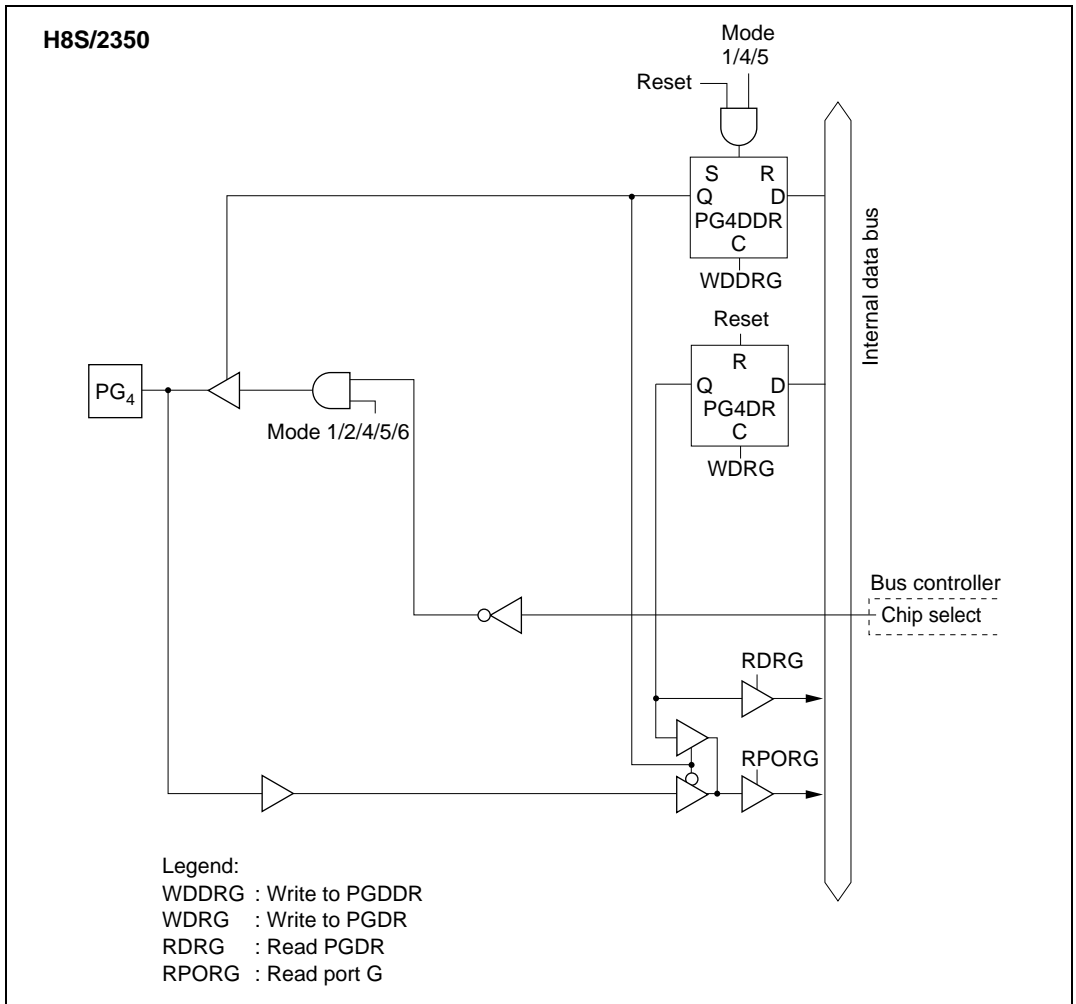 H8S/2350
Mode
1/4/5
Reset
S R
Q D
PG4DDR
C
WDDRG
Internal data bus
Reset
R
Q D
PG4DR
C
WDRG
PG4
Mode 1/2/4/5/6
Bus controller
Chip select
RDRG
RPORG
Legend:
WDDRG : Write to PGDDR
WDRG : Write to PGDR
RDRG : Read PGDR
RPORG : Read port G